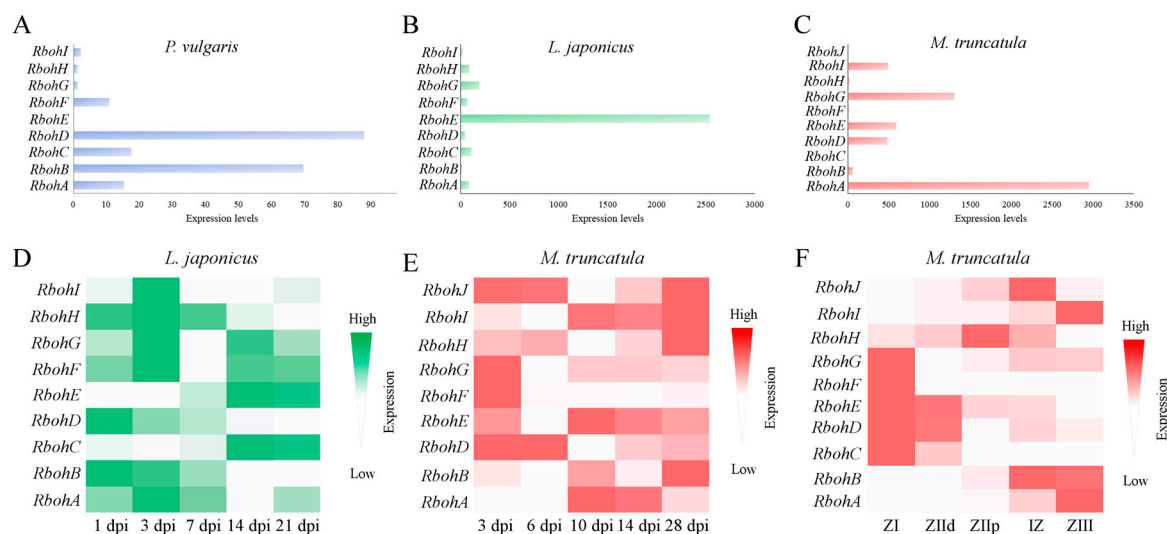 A
P. vulgaris
RbohI
RbohH
RbohG
RbohF
RbohE
RbohD
RbohC
RbohB
RbohA
0 10 20 30 40 50 60 70 80 90
Expression levels
B
L. japonicus
RbohI
RbohH
RbohG
RbohF
RbohE
RbohD
RbohC
RbohB
RbohA
0 500 1000 1500 2000 2500 3000
Expression levels
C
M. truncatula
RbohJ
RbohI
RbohH
RbohG
RbohF
RbohE
RbohD
RbohC
RbohB
RbohA
0 500 1000 1500 2000 2500 3000 3500
Expression levels
D
L. japonicus
RbohI
RbohH
RbohG
RbohF
RbohE
RbohD
RbohC
RbohB
RbohA
1 dpi 3 dpi 7 dpi 14 dpi 21 dpi
High
Expression
Low
E
M. truncatula
RbohJ
RbohI
RbohH
RbohG
RbohF
RbohE
RbohD
RbohB
RbohA
3 dpi 6 dpi 10 dpi 14 dpi 28 dpi
High
Expression
Low
F
M. truncatula
RbohJ
RbohI
RbohH
RbohG
RbohF
RbohE
RbohD
RbohC
RbohB
RbohA
ZI ZIId ZIIp IZ ZIII
High
Expression
Low